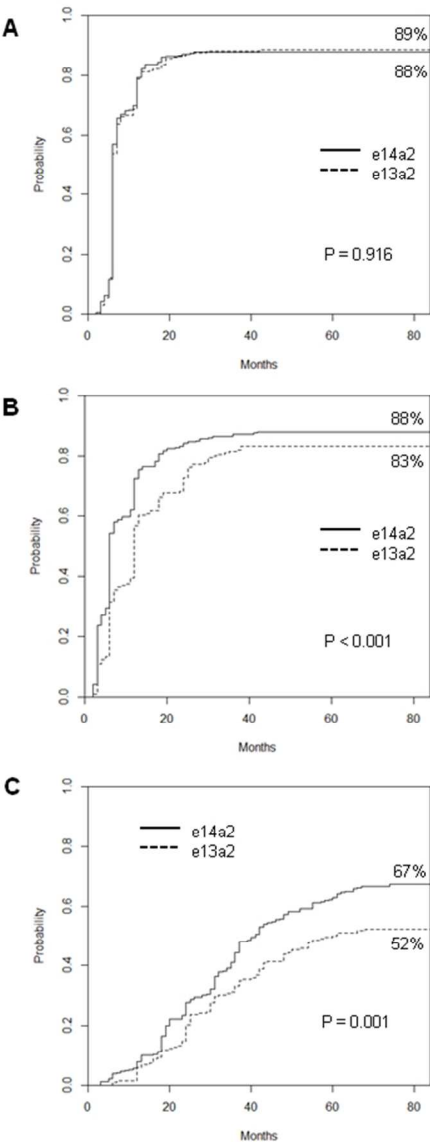 A
1.0
89%
0.8
88%
0.6
e14a2
e13a2
Probability
0.4
0.2
P = 0.916
0.0
0 20 40 60 80
Months
B
1.0
88%
0.8
83%
0.6
e14a2
e13a2
Probability
0.4
0.2
P < 0.001
0.0
0 20 40 60 80
Months
C
1.0
e14a2
e13a2
0.8
67%
0.6
52%
Probability
0.4
0.2
P = 0.001
0.0
0 20 40 60 80
Months